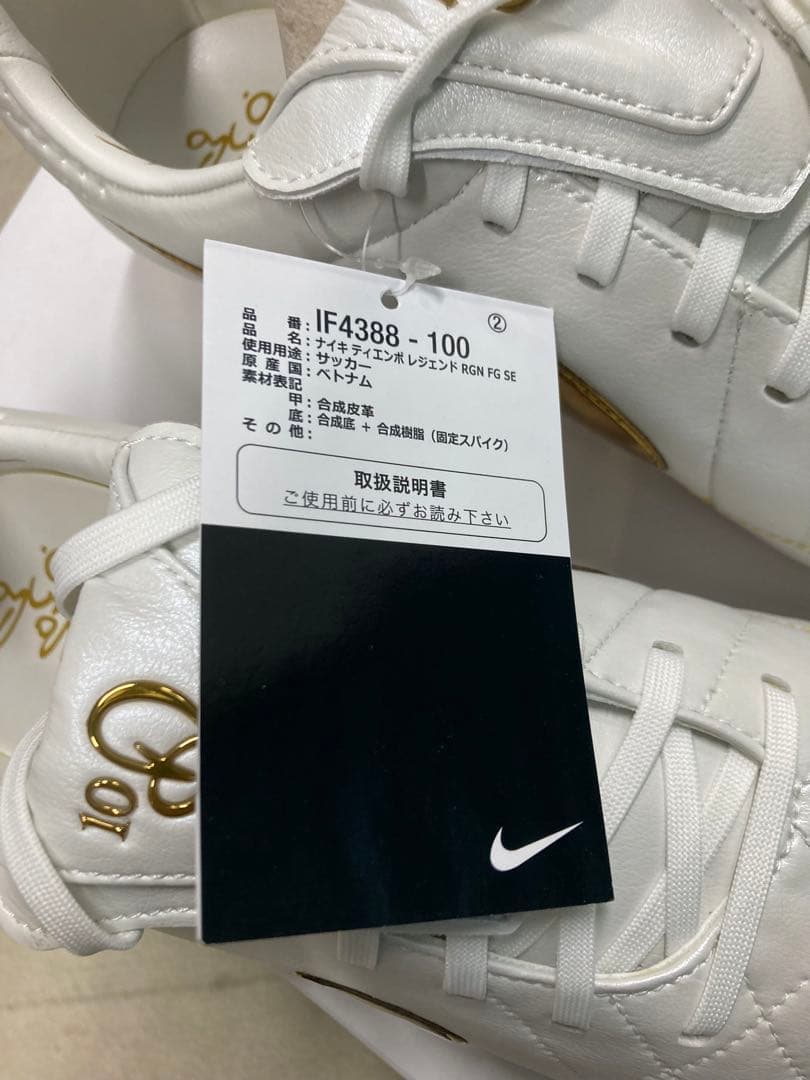 ②
品番：IF4388 - 100
品名：ナイキ ティエンポ レジェンド RGN FG SE
使用用途：サッカー
原産国：ベトナム
素材表記
甲：合成皮革
底：合成底 + 合成樹脂（固定スパイク）
その他：
取扱説明書
ご使用前に必ずお読み下さい
10